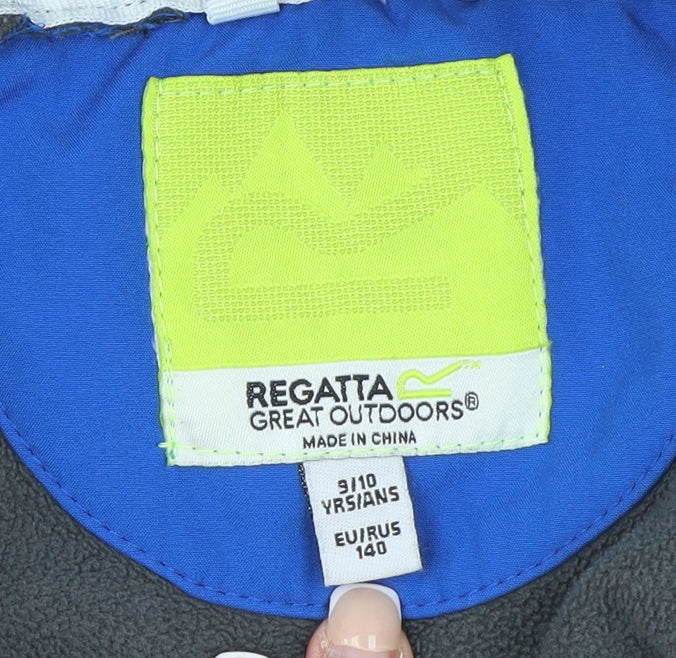 REGATTA
GREAT OUTDOORS®
MADE IN CHINA
9/10
YRS/ANS
EU/RUS
140